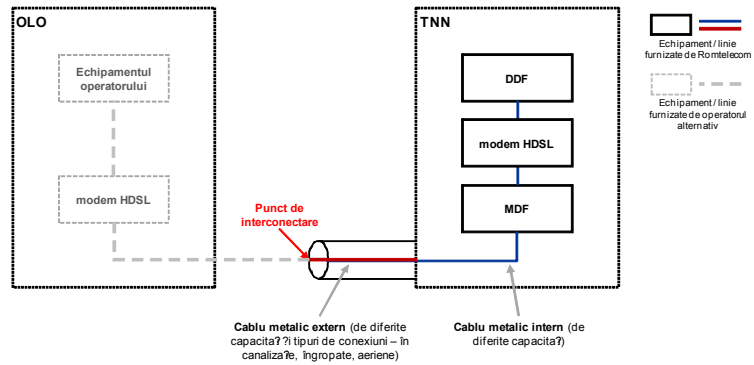 OLO
TNN
Echipamentul
operatorului
modem HDSL
DDF
modem HDSL
MDF
Punct de
interconectare
Cablu metalic extern (de diferite
capacita? ?i tipuri de conexiuni – în
canaliza?e, îngropate, aeriene)
Cablu metalic intern (de
diferite capacita?)
Echipament / linie
furnizate de Romtelecom
Echipament / linie
furnizate de operatorul
alternativ